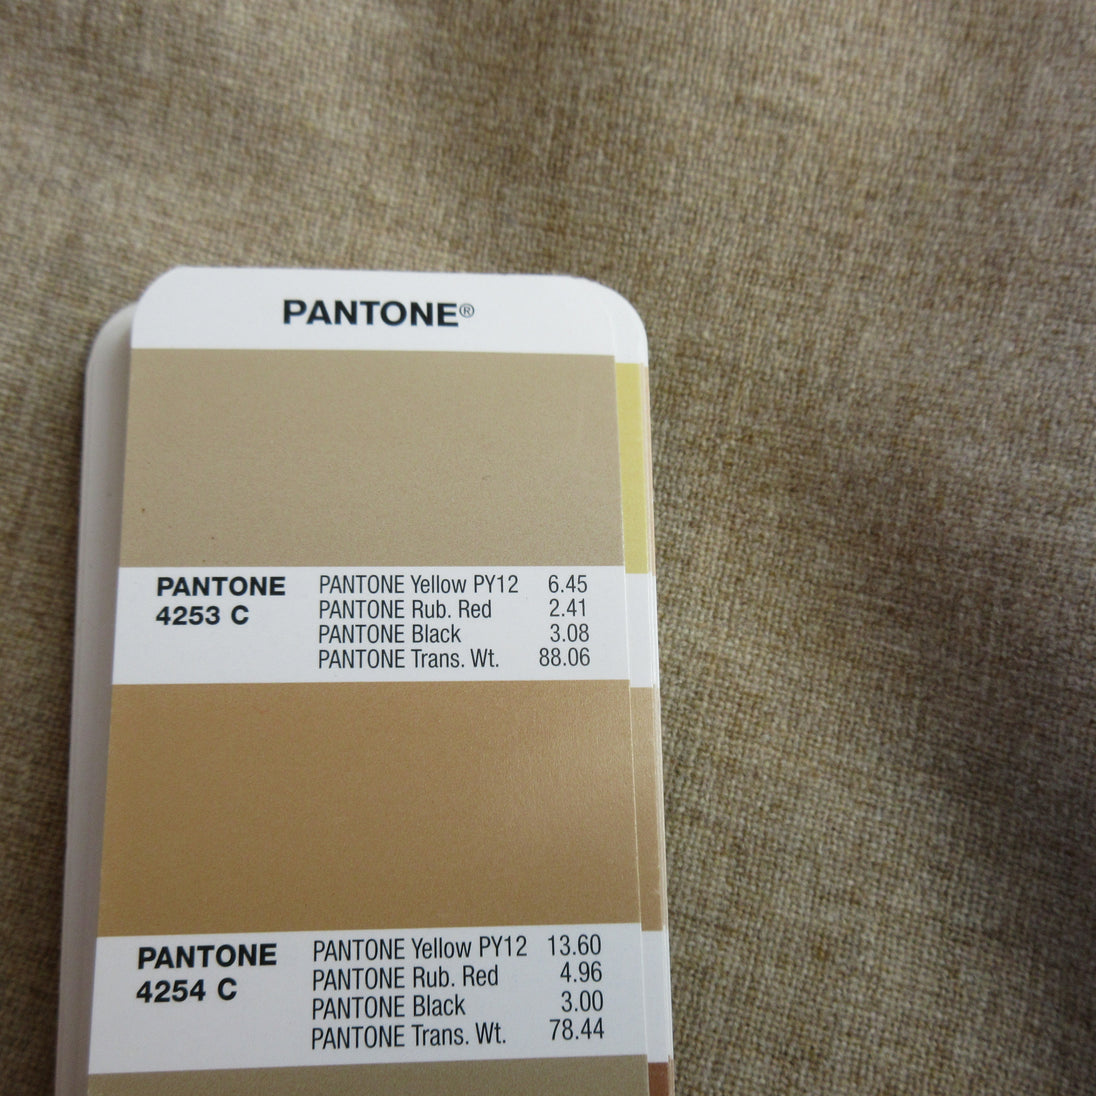 PANTONE®
PANTONE
4253 C
PANTONE Yellow PY12 6.45
PANTONE Rub. Red 2.41
PANTONE Black 3.08
PANTONE Trans. Wt. 88.06
PANTONE
4254 C
PANTONE Yellow PY12 13.60
PANTONE Rub. Red 4.96
PANTONE Black 3.00
PANTONE Trans. Wt. 78.44